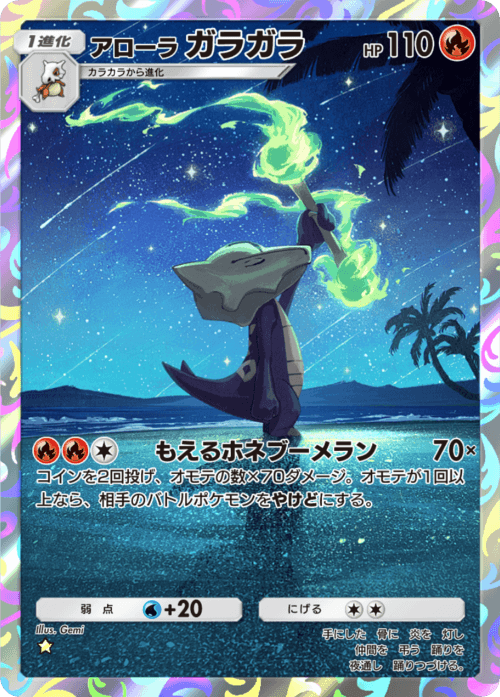 1進化
アローラ ガラガラ
HP 110
カラカラから進化
もえるホネブーメラン 70×
コインを2回投げ、オモテの数×70ダメージ。オモテが1回以
上なら、相手のバトルポケモンをやけどにする。
弱点 +20
にげる
Illus. Gemi
手にした 骨に 炎を 灯し
仲間を 弔う 踊りを
夜通し 踊りつづける。